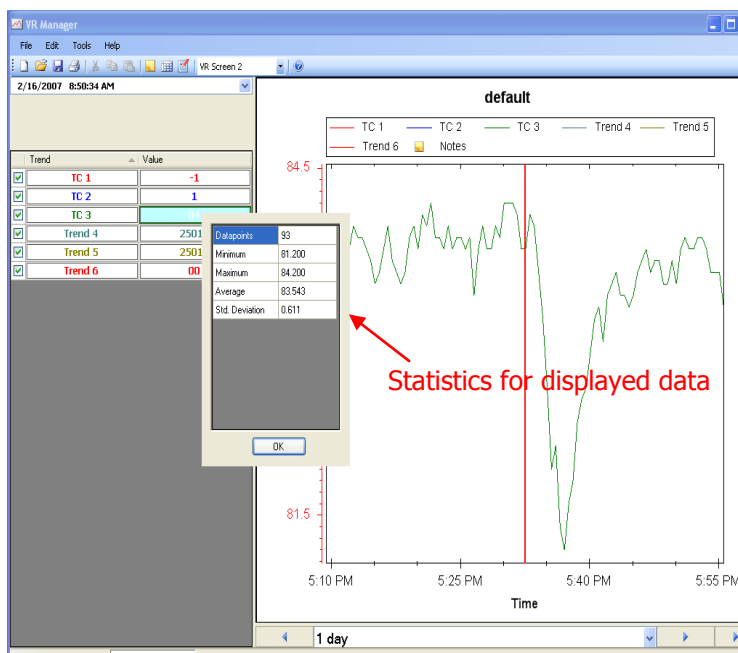 VR Manager
File Edit Tools Help
VR Screen 2
2/16/2007 8:50:34 AM
Trend Value
TC 1 -1
TC 2 1
TC 3
Trend 4 2501
Trend 5 2501
Trend 6 00
Datapoints 93
Minimum 81.200
Maximum 84.200
Average 83.543
Std. Deviation 0.611
OK
default
TC 1 TC 2 TC 3 Trend 4 Trend 5
Trend 6 Notes
84.5
81.5
Statistics for displayed data
5:10 PM 5:25 PM 5:40 PM 5:55 PM
Time
1 day